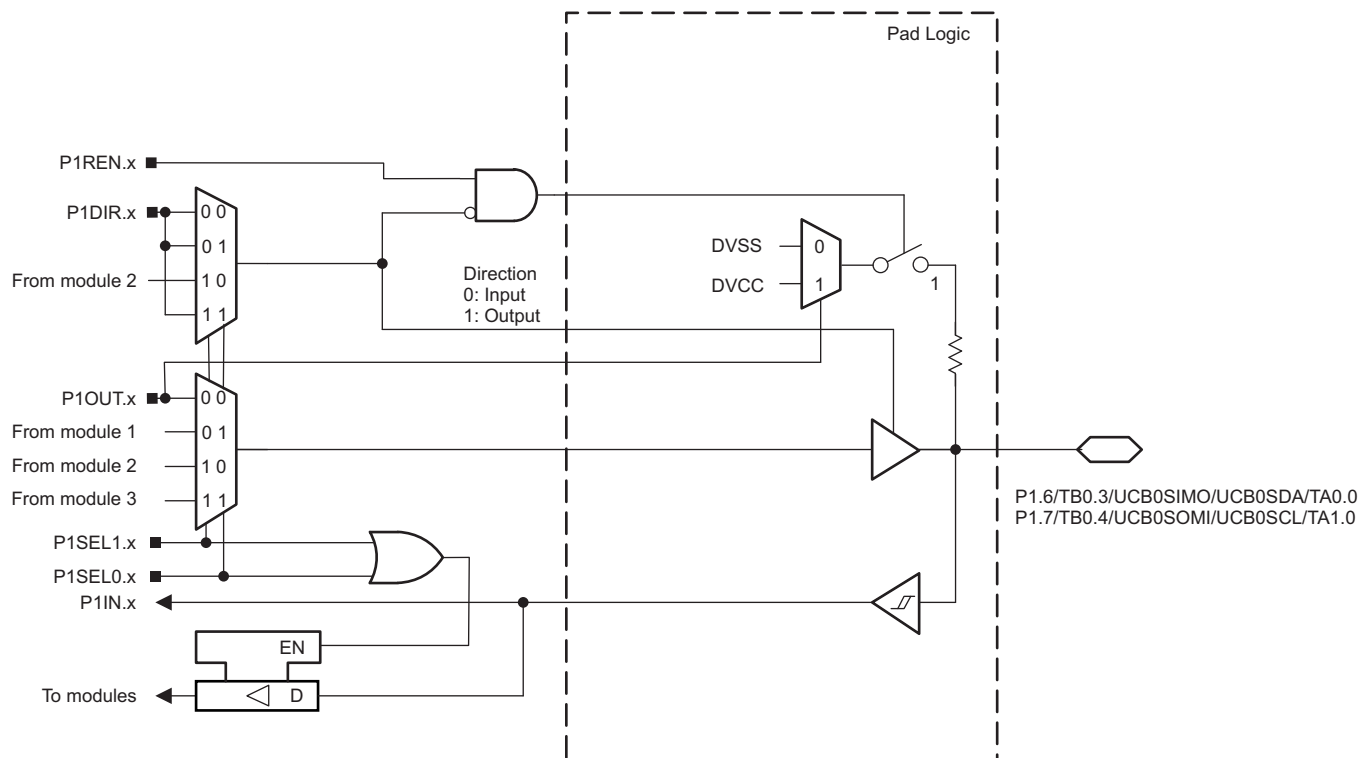 Pad Logic
P1REN.x
P1DIR.x
0 0
0 1
From module 2
1 0
1 1
Direction
0: Input
1: Output
DVSS
0
DVCC
1
1
P1OUT.x
0 0
From module 1
0 1
From module 2
1 0
From module 3
1 1
P1.6/TB0.3/UCB0SIMO/UCB0SDA/TA0.0
P1.7/TB0.4/UCB0SOMI/UCB0SCL/TA1.0
P1SEL1.x
P1SEL0.x
P1IN.x
EN
To modules
D